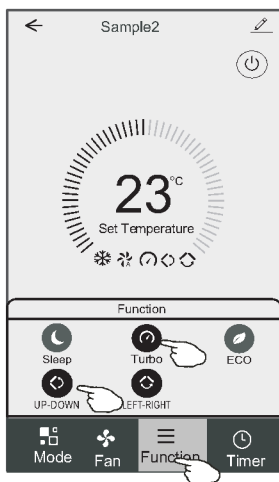 Sample2
23°C
Set Temperature
Function
Sleep Turbo ECO
UP-DOWN LEFT-RIGHT
Mode Fan Function Timer